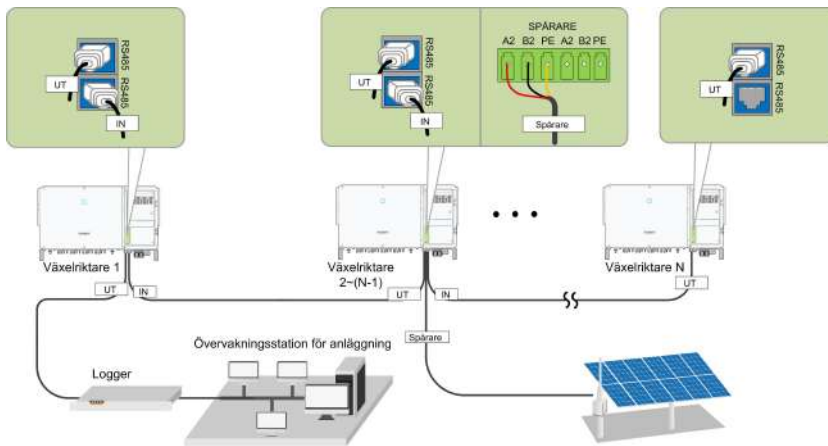 RS485
RS485
UT
IN
RS485
RS485
UT
IN
SPÅRARE
A2 B2 PE A2 B2 PE
Spårare
RS485
RS485
UT
Växelriktare 1
Växelriktare
2~(N-1)
Växelriktare N
UT
IN
UT
IN
UT
Spårare
Övervakningsstation för anläggning
Logger